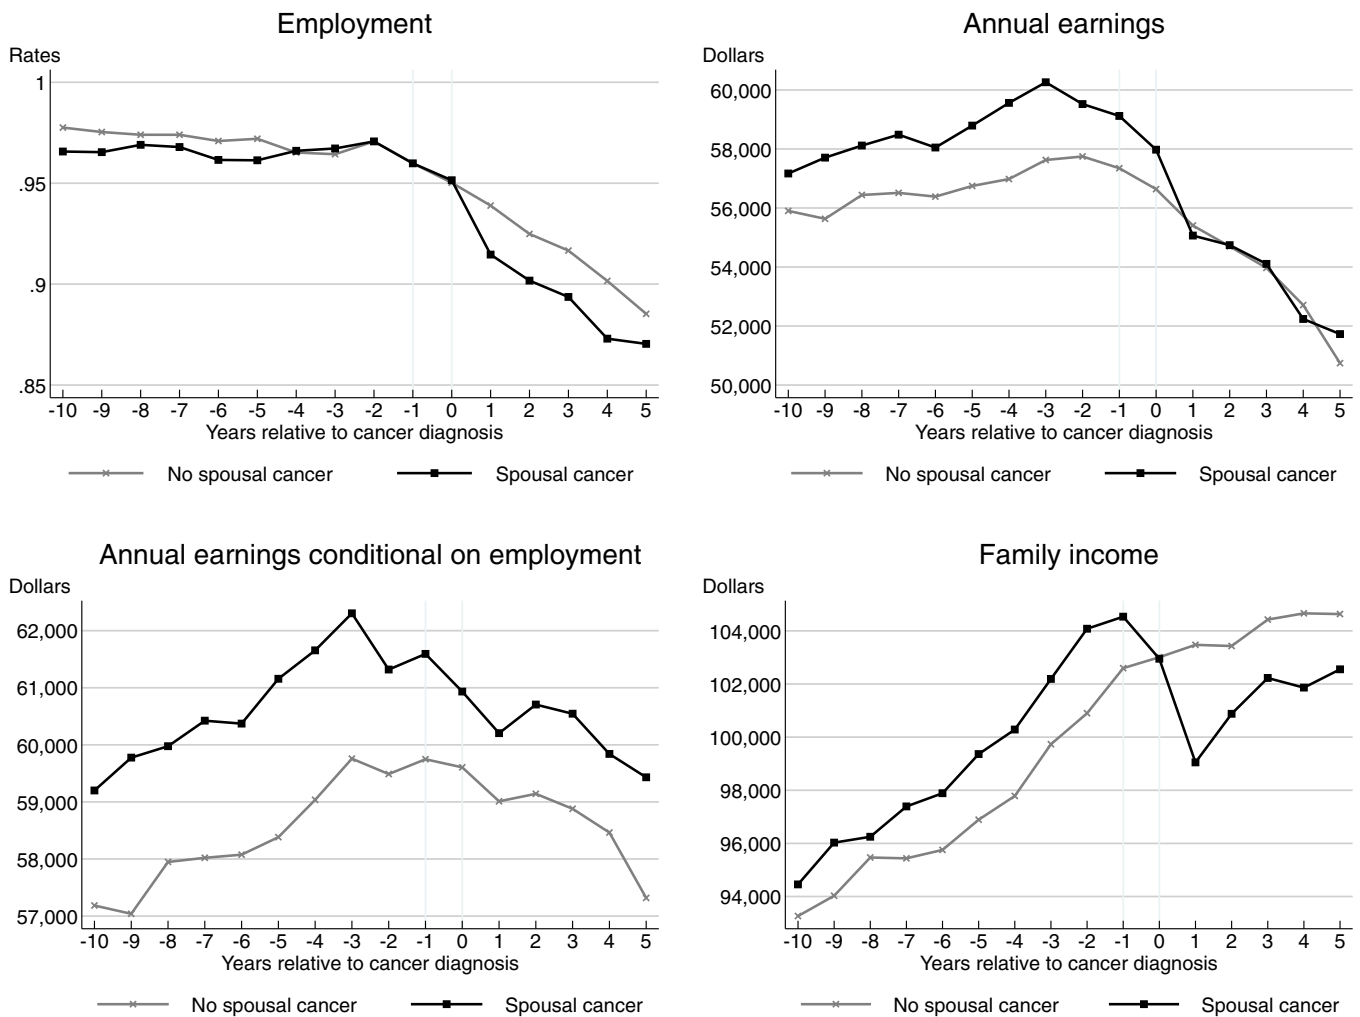 Employment
Rates
1
.95
.9
.85
-10 -9 -8 -7 -6 -5 -4 -3 -2 -1 0 1 2 3 4 5
Years relative to cancer diagnosis
No spousal cancer Spousal cancer
Annual earnings
Dollars
60,000
58,000
56,000
54,000
52,000
50,000
-10 -9 -8 -7 -6 -5 -4 -3 -2 -1 0 1 2 3 4 5
Years relative to cancer diagnosis
No spousal cancer Spousal cancer
Annual earnings conditional on employment
Dollars
62,000
61,000
60,000
59,000
58,000
57,000
-10 -9 -8 -7 -6 -5 -4 -3 -2 -1 0 1 2 3 4 5
Years relative to cancer diagnosis
No spousal cancer Spousal cancer
Family income
Dollars
104,000
102,000
100,000
98,000
96,000
94,000
-10 -9 -8 -7 -6 -5 -4 -3 -2 -1 0 1 2 3 4 5
Years relative to cancer diagnosis
No spousal cancer Spousal cancer